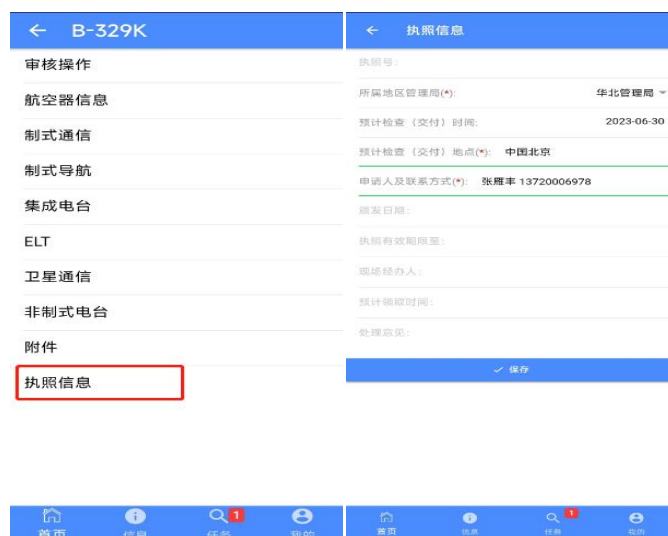 ← B-329K
审核操作
航空器信息
制式通信
制式导航
集成电台
ELT
卫星通信
非制式电台
附件
执照信息
首页 信息 1 任务 我的
← 执照信息
执照号:
所属地区管理局(*): 华北管理局
预计检查（交付）时间: 2023-06-30
预计检查（交付）地点(*): 中国北京
申请人及联系方式(*): 张雁丰 13720006978
颁发日期:
执照有效期限至:
现场经办人:
预计领取时间:
处理意见:
✓ 保存
首页 信息 1 任务 我的